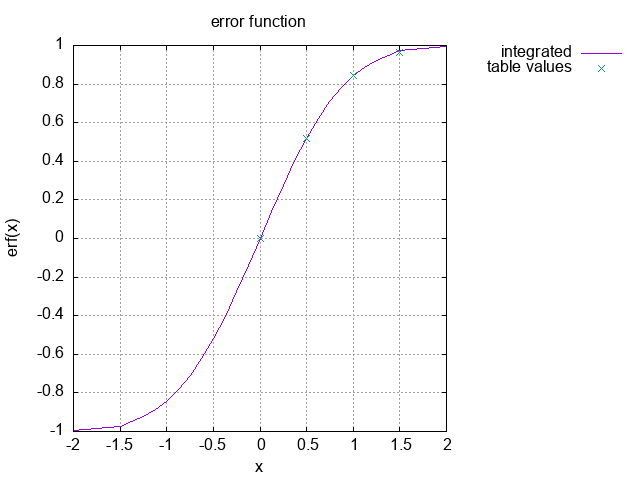 error function
integrated
table values
1
0.8
0.6
0.4
0.2
0
-0.2
-0.4
-0.6
-0.8
-1
erf(x)
-2 -1.5 -1 -0.5 0 0.5 1 1.5 2
x